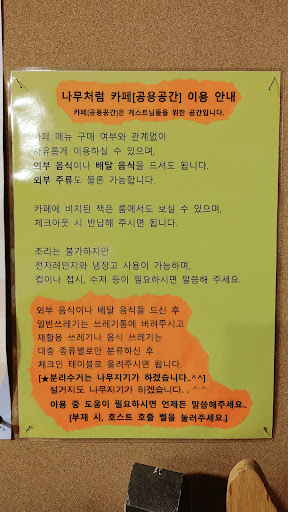 나무처럼 카페[공용공간] 이용 안내
카페[공용공간]은 게스트님들을 위한 공간입니다.
카페 메뉴 구매 여부와 관계없이
자유롭게 이용하실 수 있으며,
외부 음식이나 배달 음식을 드셔도 됩니다.
외부 주류도 물론 가능합니다.
카페에 비치된 책은 룸에서도 보실 수 있으며,
체크아웃 시 반납해 주시면 됩니다.
조리는 불가하지만
전자레인지와 냉장고 사용이 가능하며,
컵이나 접시, 수저 등이 필요하시면 말씀해 주세요.
외부 음식이나 배달 음식을 드신 후
일반쓰레기는 쓰레기통에 버려주시고
재활용 쓰레기나 음식 쓰레기는
대충 종류별로만 분류하신 후
체크인 테이블로 올려주시면 됩니다.
[★분리수거는 나무지기가 하겠습니다..^^]
설거지도 나무지기가 하겠습니다..^^
이용 중 도움이 필요하시면 언제든 말씀해주세요..
[부재 시, 호스트 호출 벨을 눌러주세요.]